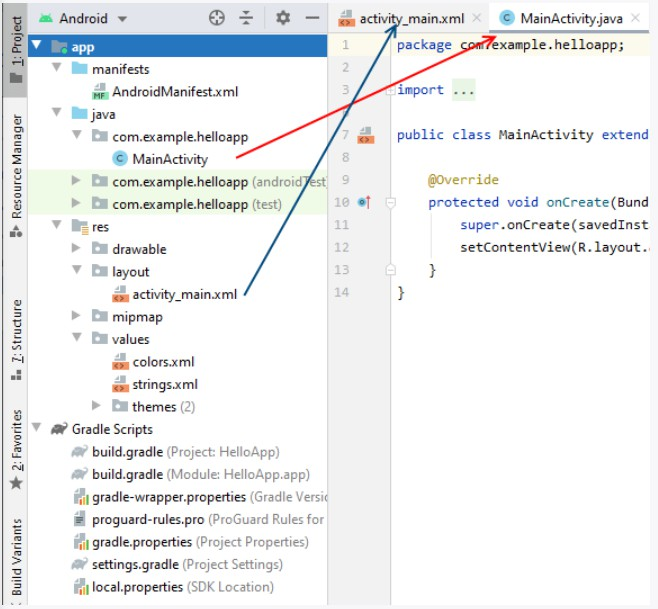 1: Project
Resource Manager
7: Structure
2: Favorites
Build Variants
Android
app
manifests
AndroidManifest.xml
java
com.example.helloapp
MainActivity
com.example.helloapp (androidTest)
com.example.helloapp (test)
res
drawable
layout
activity_main.xml
mipmap
values
colors.xml
strings.xml
themes (2)
Gradle Scripts
build.gradle (Project: HelloApp)
build.gradle (Module: HelloApp.app)
gradle-wrapper.properties (Gradle Versio
proguard-rules.pro (ProGuard Rules for
gradle.properties (Project Properties)
settings.gradle (Project Settings)
local.properties (SDK Location)
activity_main.xml
MainActivity.java
1 package com.example.helloapp;
2
3 import ...
6
7 public class MainActivity extend
8
9 @Override
10 protected void onCreate(Bund
11 super.onCreate(savedInst
12 setContentView(R.layout.a
13 }
14 }